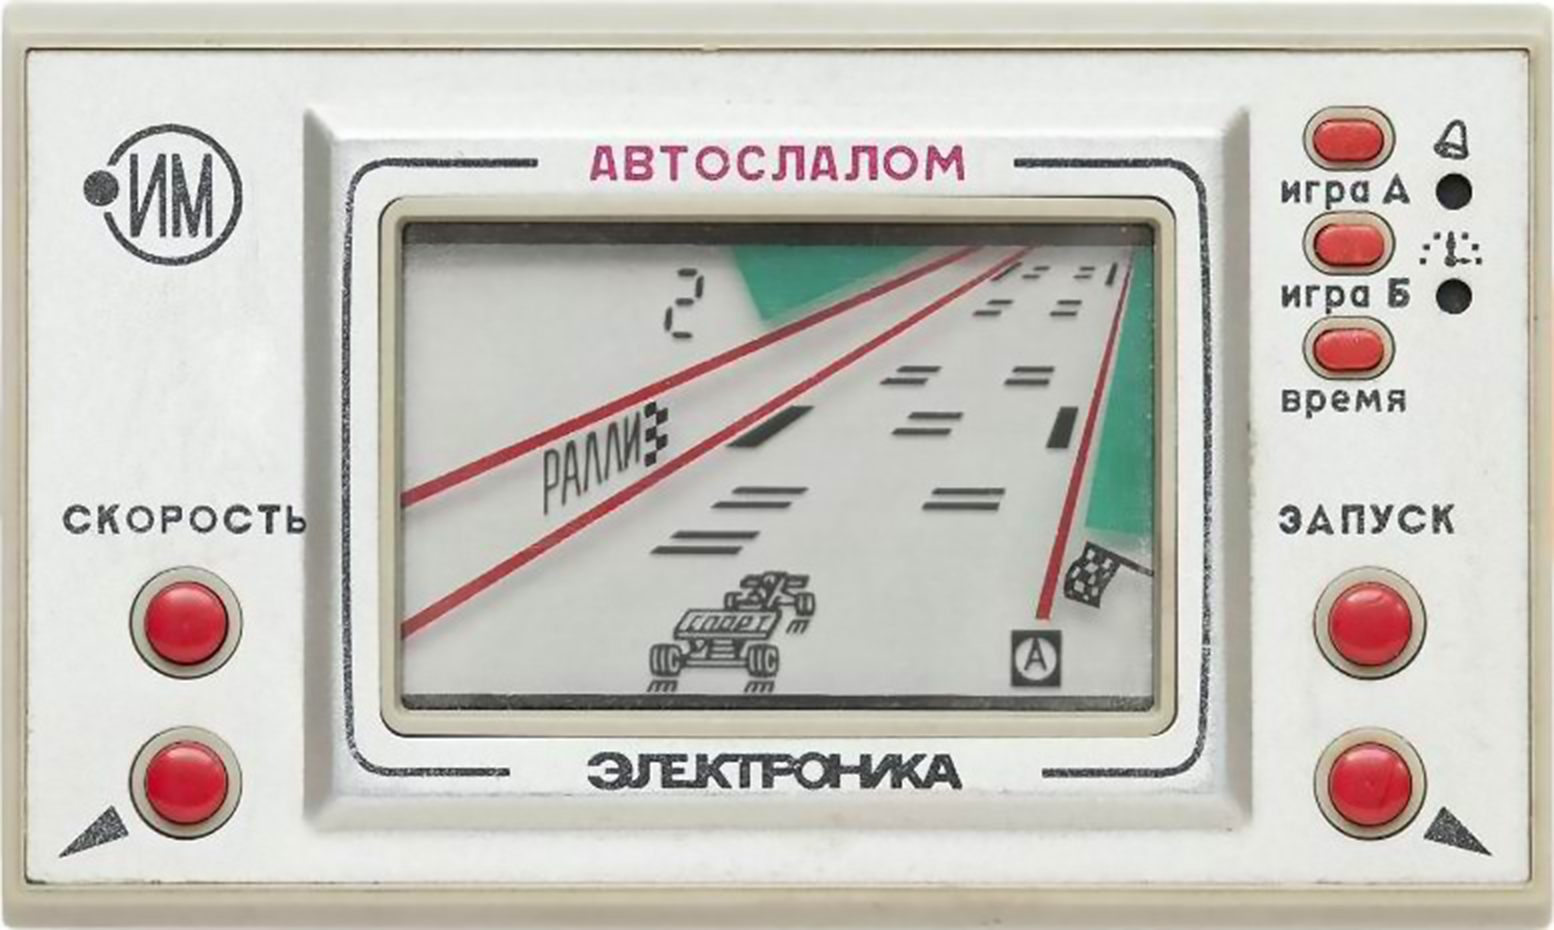 ИМ
АВТОСЛАЛОМ
игра А
игра Б
время
2
РАЛЛИ
СКОРОСТЬ
ЗАПУСК
СПОРТ
А
ЭЛЕКТРОНИКА